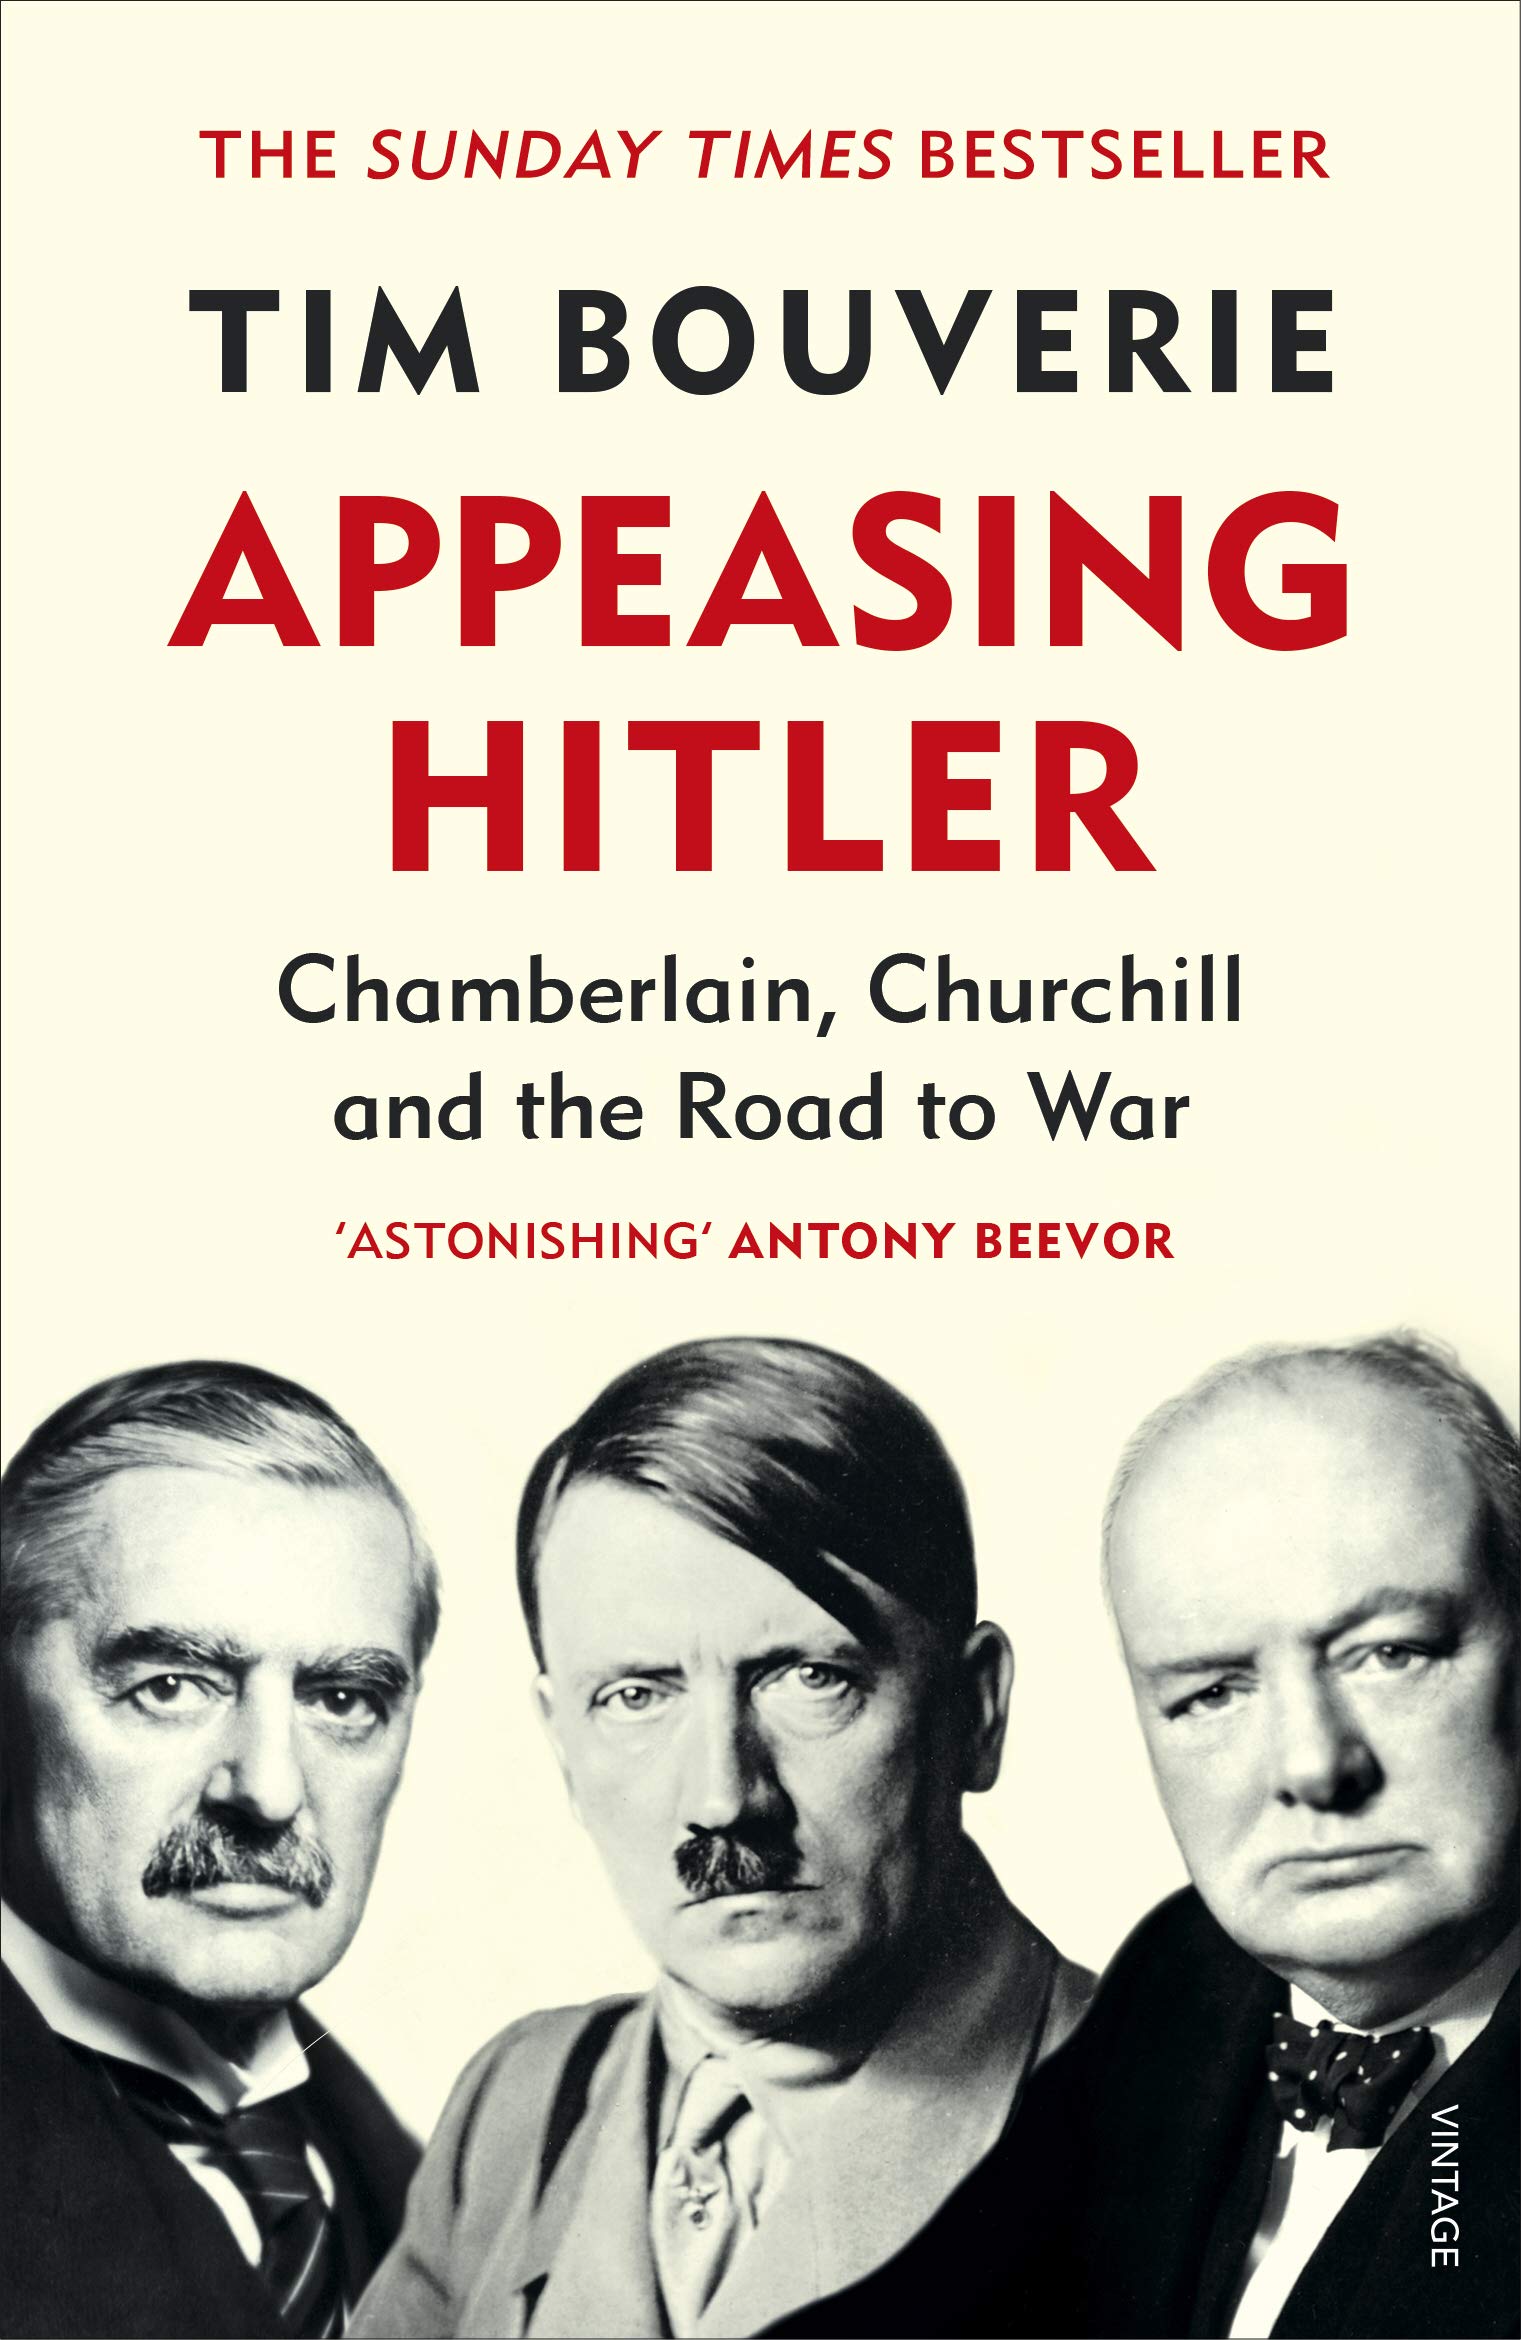 THE SUNDAY TIMES BESTSELLER
TIM BOUVERIE
APPEASING
HITLER
Chamberlain, Churchill
and the Road to War
‘ASTONISHING‘ ANTONY BEEVOR
VINTAGE